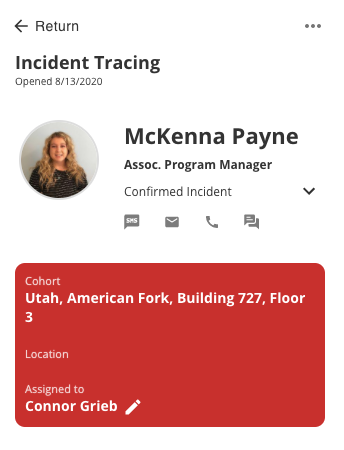 Return
Incident Tracing
Opened 8/13/2020
McKenna Payne
Assoc. Program Manager
Confirmed Incident
SMS
Cohort
Utah, American Fork, Building 727, Floor
3
Location
Assigned to
Connor Grieb